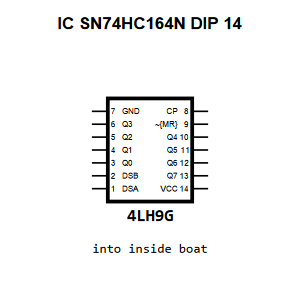 IC SN74HC164N DIP 14
7 GND CP 8
6 Q3 ~{MR} 9
5 Q2 Q4 10
4 Q1 Q5 11
3 Q0 Q6 12
2 DSB Q7 13
1 DSA VCC 14
4LH9G
into inside boat